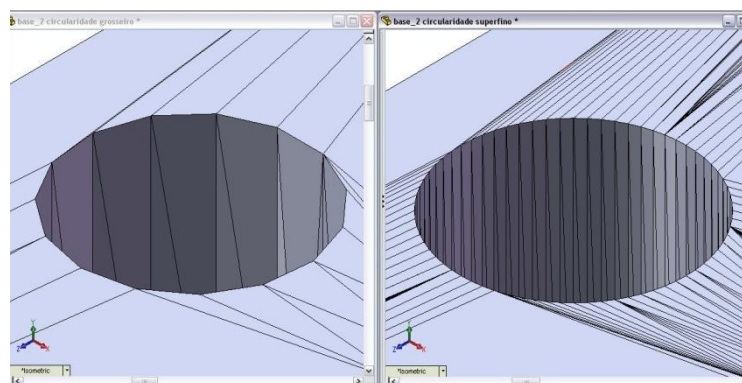 base_2 circularidade grosseiro *
base_2 circularidade superfino *
Y
Z
X
Y
Z
X
*Isometric
*Isometric